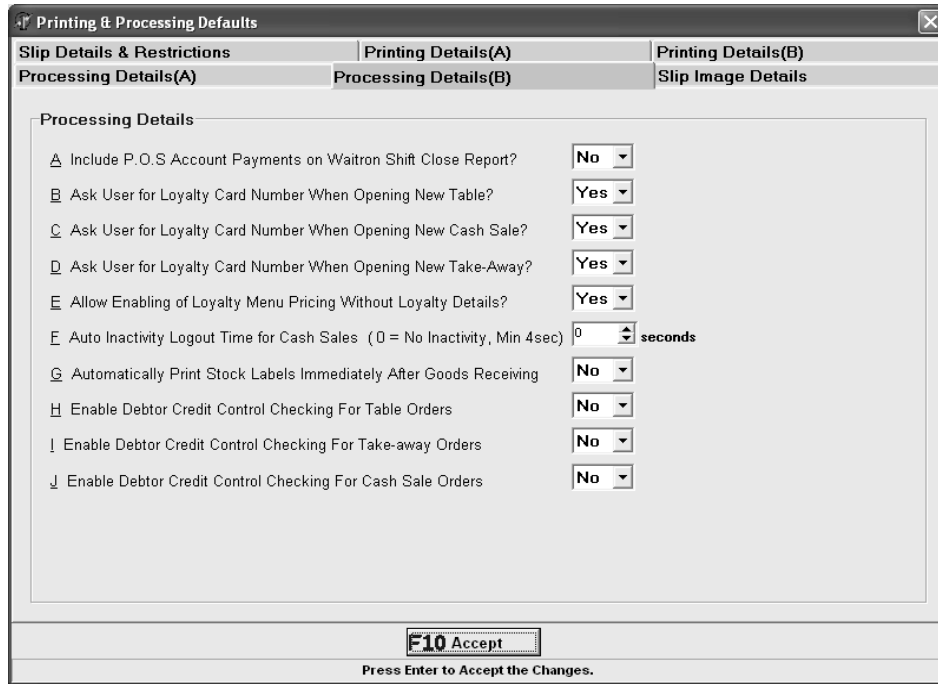 Printing & Processing Defaults
Slip Details & Restrictions Printing Details(A) Printing Details(B)
Processing Details(A) Processing Details(B) Slip Image Details
Processing Details
A Include P.O.S Account Payments on Waitron Shift Close Report? No
B Ask User for Loyalty Card Number When Opening New Table? Yes
C Ask User for Loyalty Card Number When Opening New Cash Sale? Yes
D Ask User for Loyalty Card Number When Opening New Take-Away? Yes
E Allow Enabling of Loyalty Menu Pricing Without Loyalty Details? Yes
F Auto Inactivity Logout Time for Cash Sales ( 0 = No Inactivity, Min 4sec) 0 seconds
G Automatically Print Stock Labels Immediately After Goods Receiving No
H Enable Debtor Credit Control Checking For Table Orders No
I Enable Debtor Credit Control Checking For Take-away Orders No
J Enable Debtor Credit Control Checking For Cash Sale Orders No
F10 Accept
Press Enter to Accept the Changes.